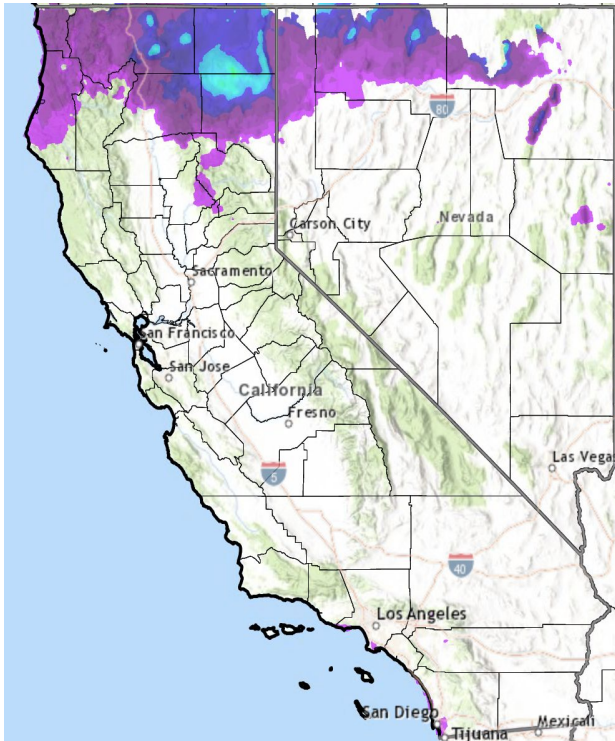 80
Carson City
Nevada
Sacramento
San Francisco
San Jose
California
Fresno
5
Las Vegas
40
Los Angeles
San Diego
Tijuana
Mexicali